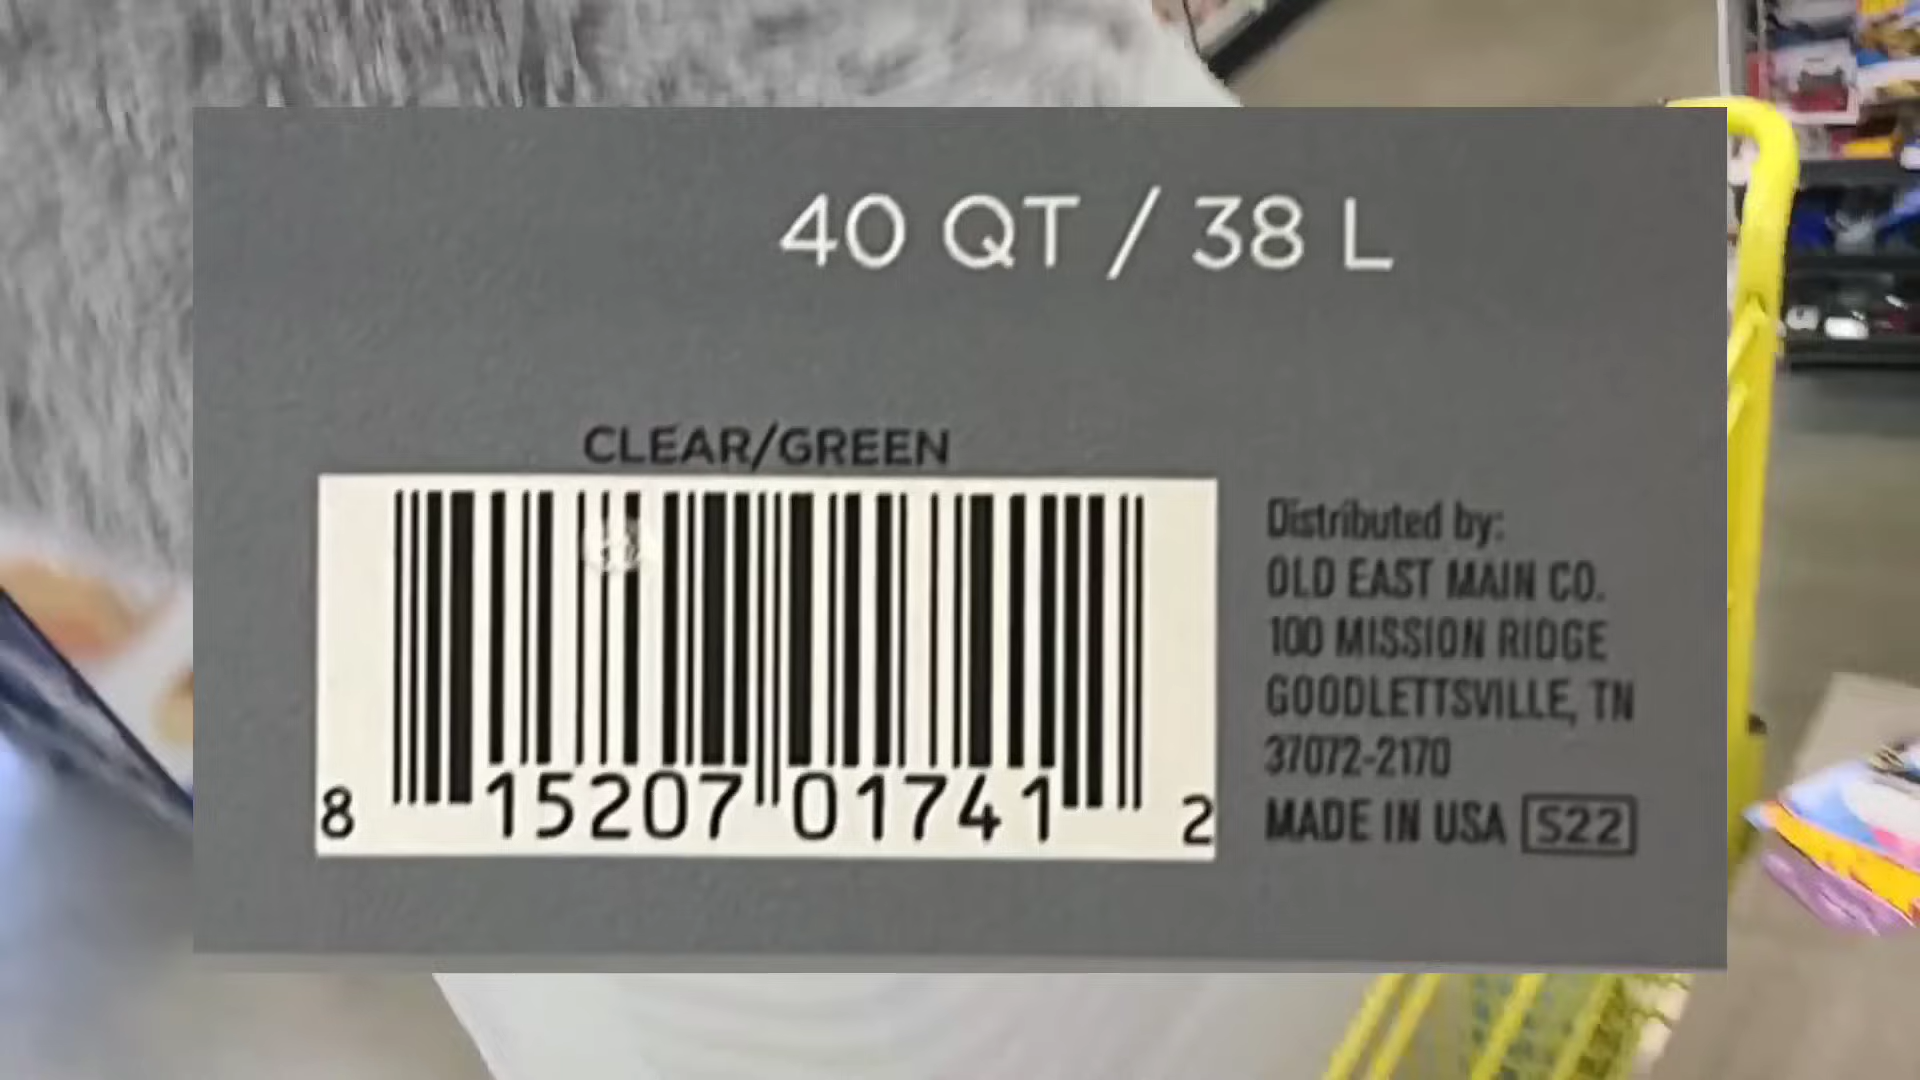 40 QT / 38 L
CLEAR/GREEN
8 15207 01741 2
Distributed by:
OLD EAST MAIN CO.
100 MISSION RIDGE
GOODLETTSVILLE, TN
37072-2170
MADE IN USA S22